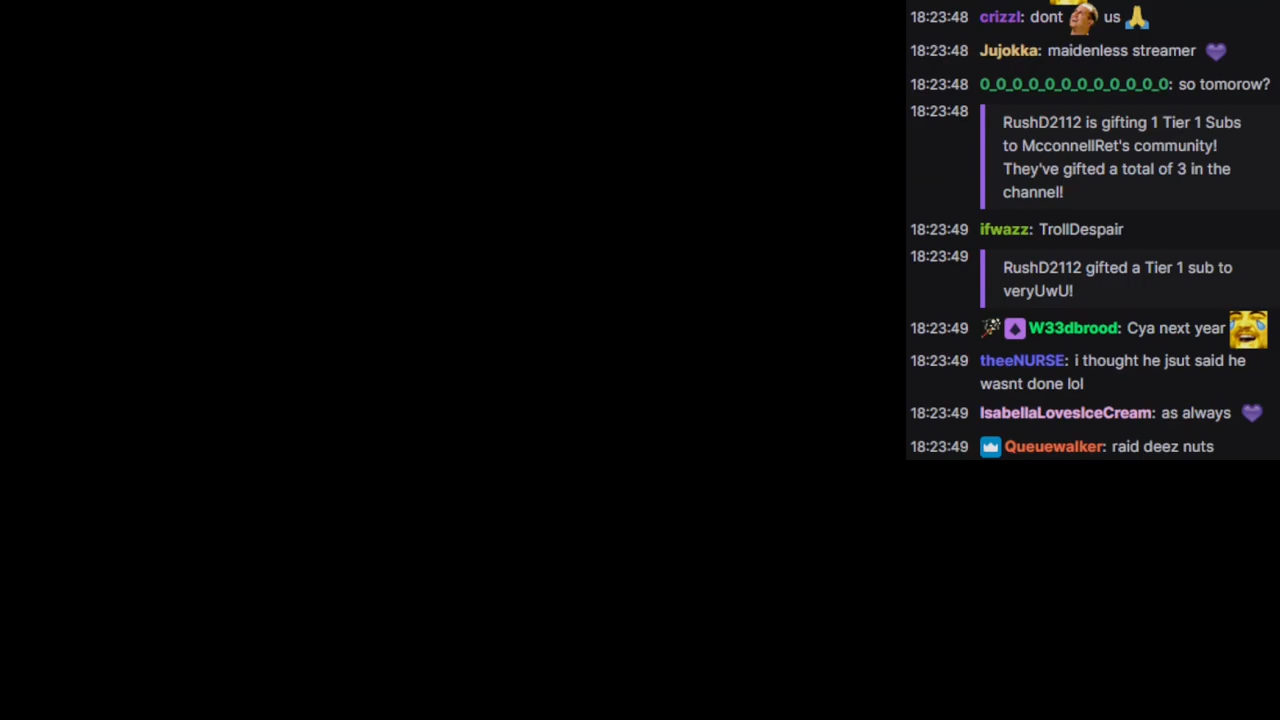 18:23:48 crizzl: dont us
18:23:48 Jujokka: maidenless streamer
18:23:48 0_0_0_0_0_0_0_0_0_0_0_0: so tomorow?
18:23:48 RushD2112 is gifting 1 Tier 1 Subs
to McconnellRet's community!
They've gifted a total of 3 in the
channel!
18:23:49 ifwazz: TrollDespair
18:23:49 RushD2112 gifted a Tier 1 sub to
veryUwU!
18:23:49 W33dbrood: Cya next year
18:23:49 theeNURSE: i thought he jsut said he
wasnt done lol
18:23:49 IsabellaLovesIceCream: as always
18:23:49 Queuewalker: raid deez nuts